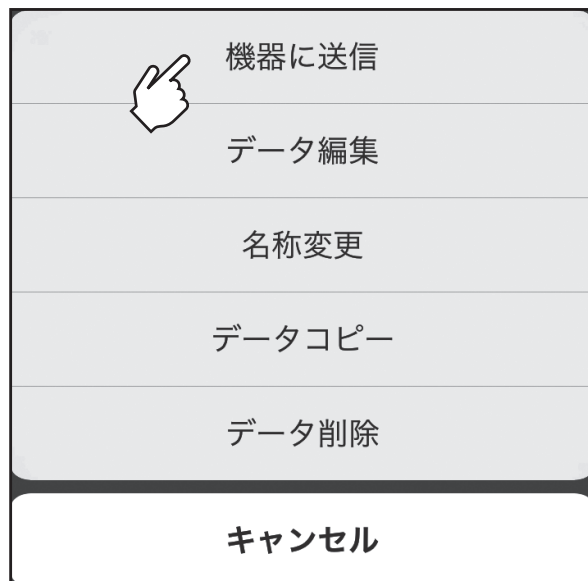 機器に送信
データ編集
名称変更
データコピー
データ削除
キャンセル